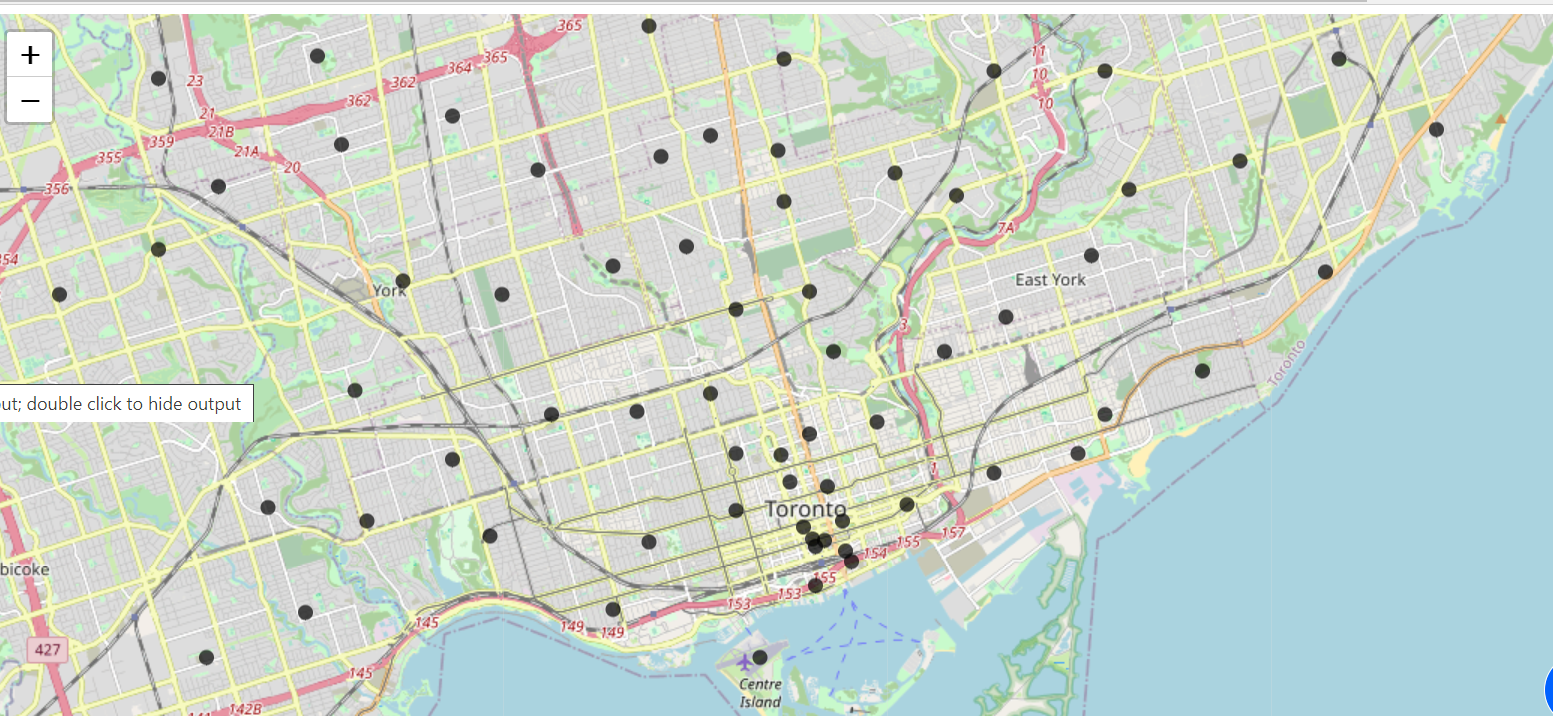 +
−
365
365
364
362
362
23
21
21B
21A
20
359
355
356
354
11
10
10
7A
York
East York
3
ut; double click to hide output
Toronto
1
Toronto
157
155
154
155
153
153
149
149
145
145
142B
bicoke
427
Centre
Island